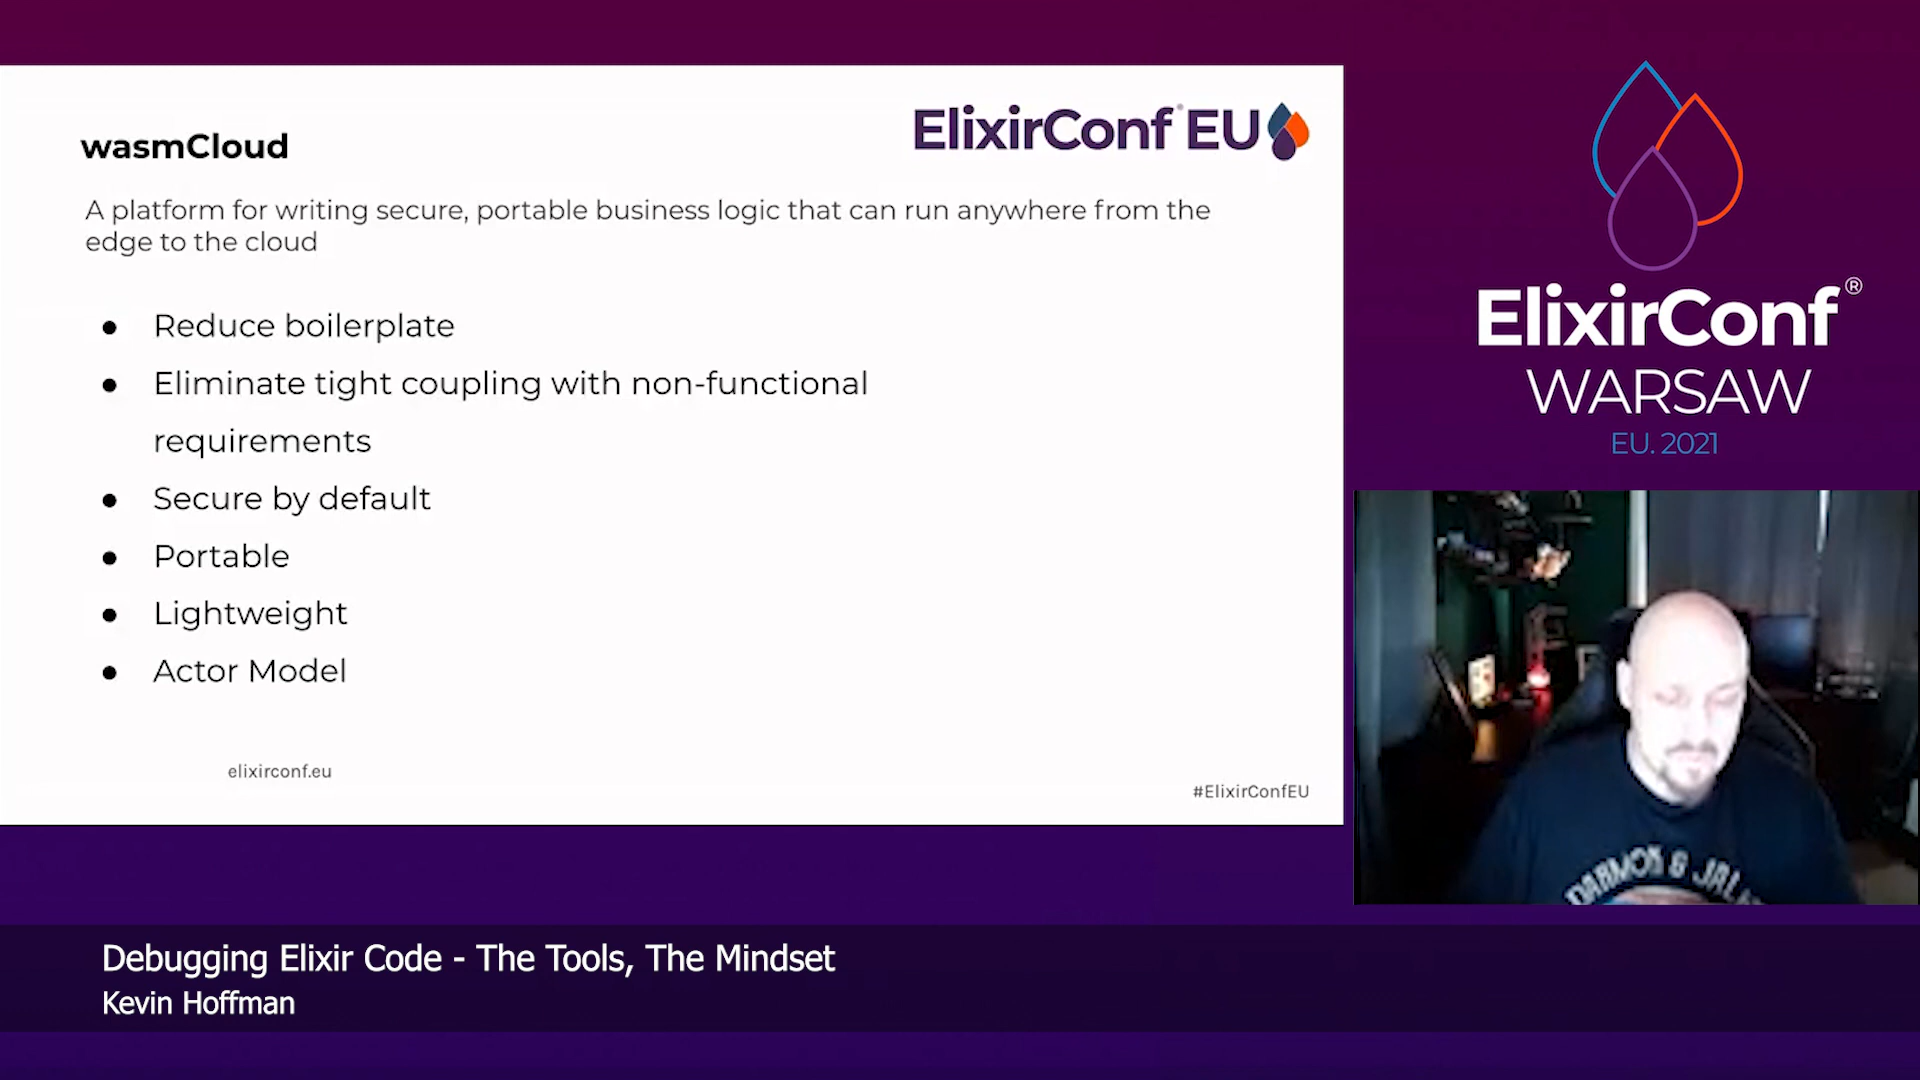 wasmCloud
ElixirConf® EU
A platform for writing secure, portable business logic that can run anywhere from the
edge to the cloud
● Reduce boilerplate
● Eliminate tight coupling with non-functional
requirements
● Secure by default
● Portable
● Lightweight
● Actor Model
elixirconf.eu
#ElixirConfEU
ElixirConf®
WARSAW
EU. 2021
DARMOK & JAL
Debugging Elixir Code - The Tools, The Mindset
Kevin Hoffman